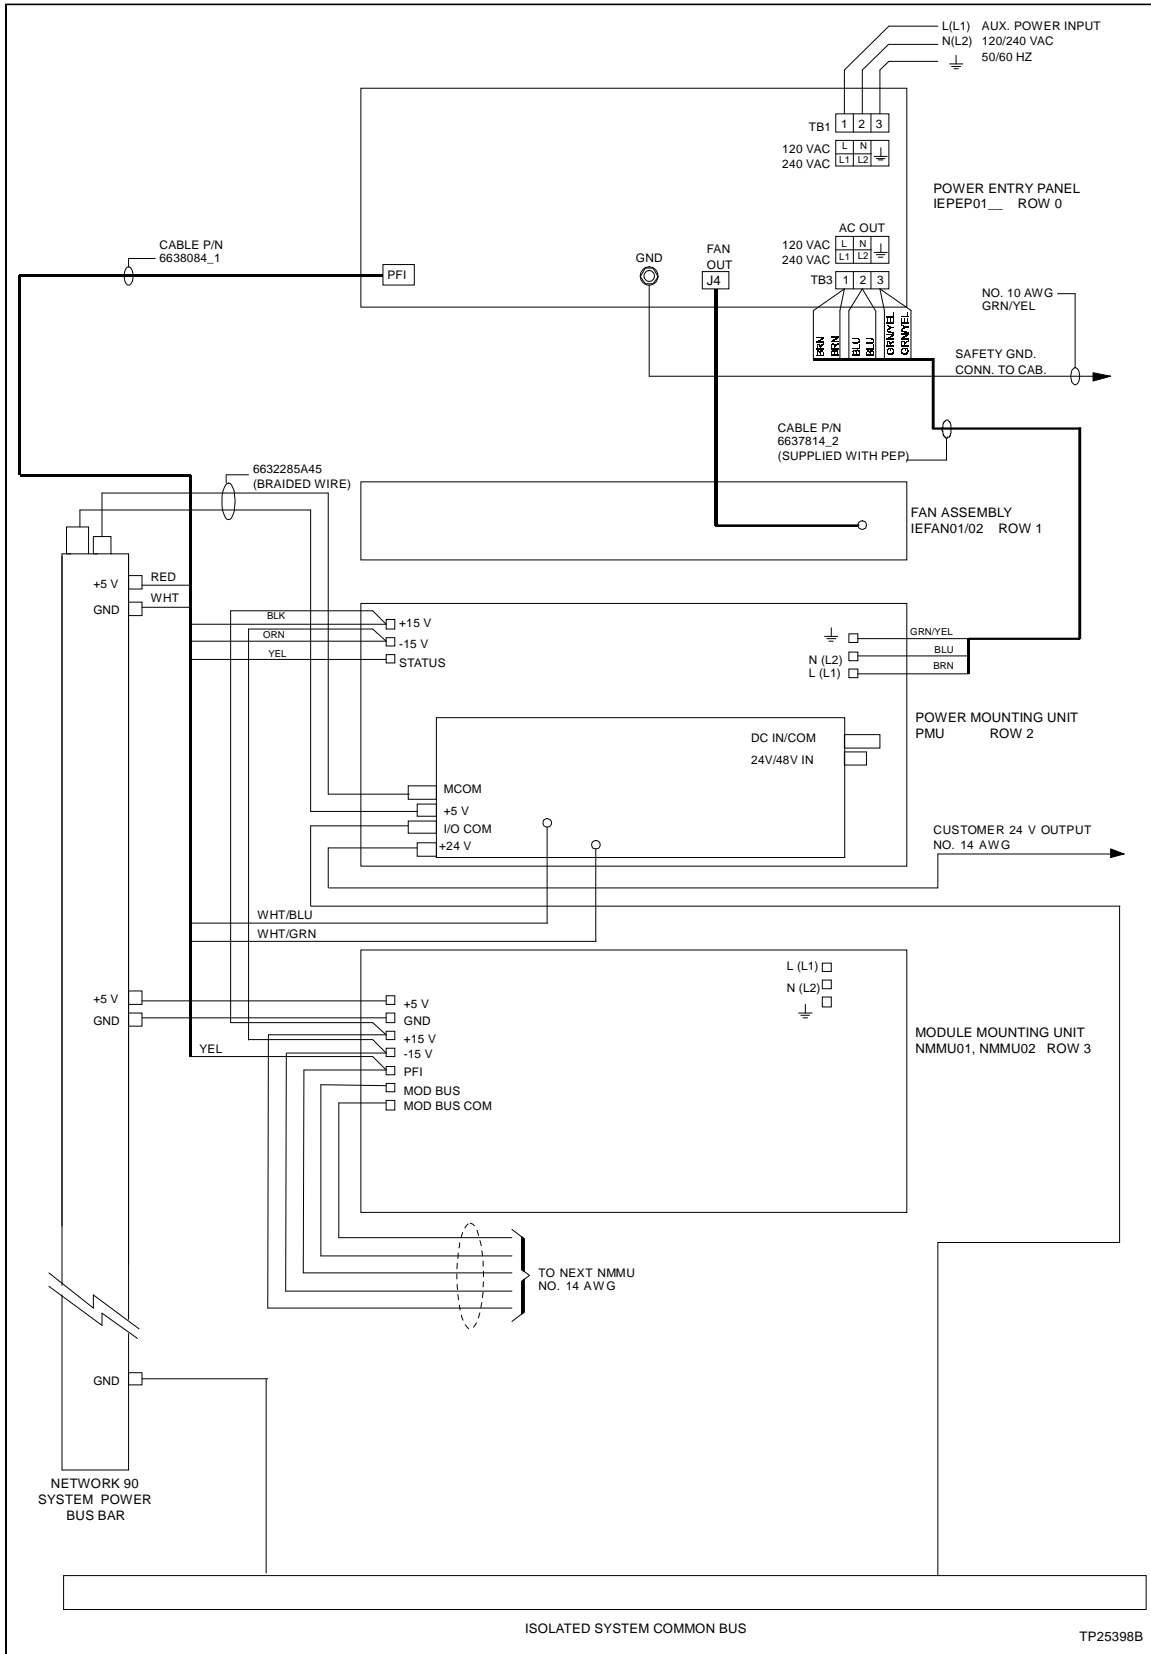 L(L1) AUX. POWER INPUT
N(L2) 120/240 VAC
50/60 HZ
TB1 1 2 3
120 VAC L N
240 VAC L1 L2
POWER ENTRY PANEL
IEPEP01__ ROW 0
CABLE P/N
6638084_1
PFI
GND
FAN
OUT
J4
AC OUT
120 VAC L N
240 VAC L1 L2
TB3 1 2 3
BRN
BRN
BLU
BLU
GRN/YEL
GRN/YEL
NO. 10 AWG
GRN/YEL
SAFETY GND.
CONN. TO CAB.
CABLE P/N
6637814_2
(SUPPLIED WITH PEP)
6632285A45
(BRAIDED WIRE)
FAN ASSEMBLY
IEFAN01/02 ROW 1
+5 V
RED
GND
WHT
BLK
+15 V
ORN
-15 V
YEL
STATUS
GRN/YEL
N (L2)
BLU
L (L1)
BRN
POWER MOUNTING UNIT
PMU ROW 2
DC IN/COM
24V/48V IN
MCOM
+5 V
I/O COM
+24 V
CUSTOMER 24 V OUTPUT
NO. 14 AWG
WHT/BLU
WHT/GRN
L (L1)
N (L2)
+5 V
GND
+5 V
GND
+15 V
-15 V
YEL
PFI
MOD BUS
MOD BUS COM
MODULE MOUNTING UNIT
NMMU01, NMMU02 ROW 3
TO NEXT NMMU
NO. 14 AWG
GND
NETWORK 90
SYSTEM POWER
BUS BAR
ISOLATED SYSTEM COMMON BUS
TP25398B